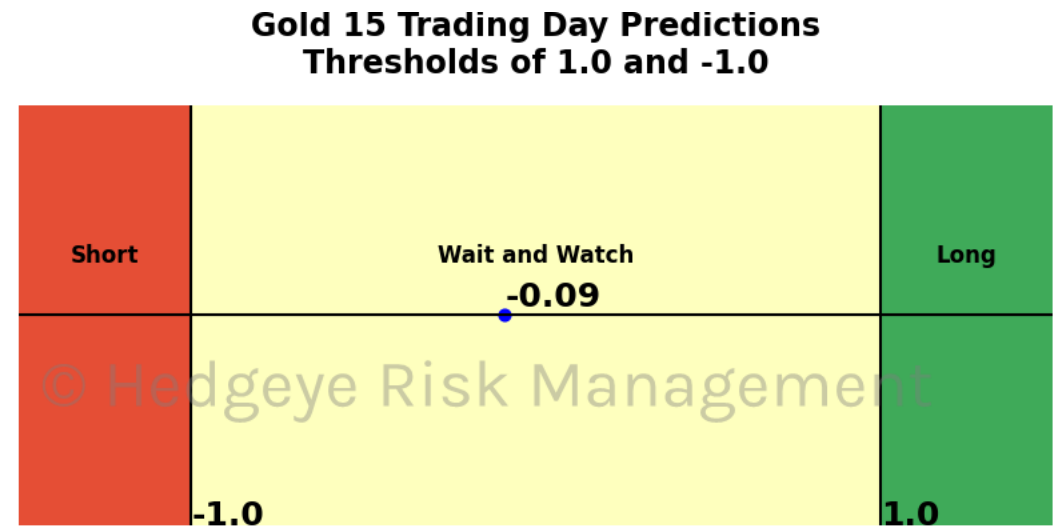 Gold 15 Trading Day Predictions
Thresholds of 1.0 and -1.0
Short
Wait and Watch
Long
-0.09
© Hedgeye Risk Management
-1.0
1.0